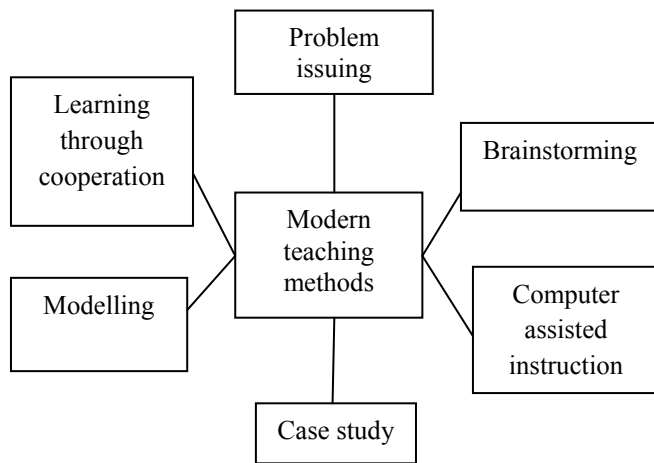 Problem
issuing
Learning
through
cooperation
Brainstorming
Modern
teaching
methods
Modelling
Computer
assisted
instruction
Case study